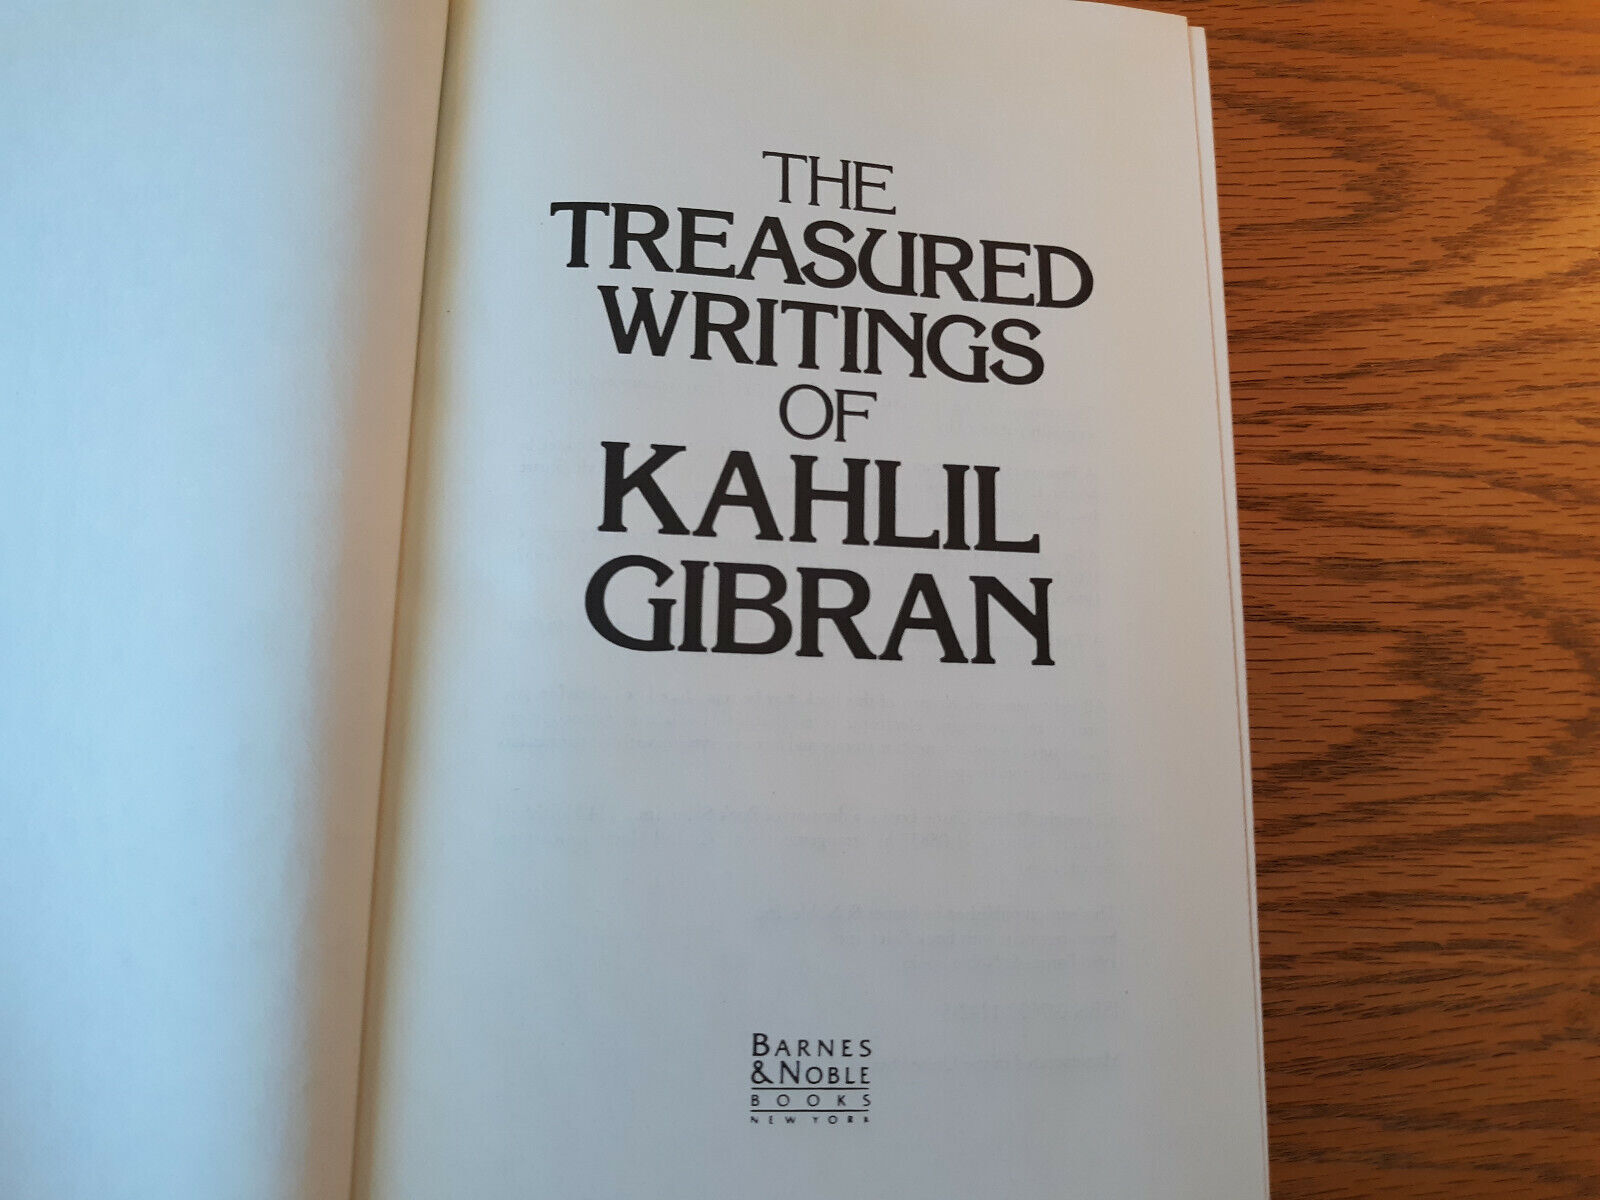 THE
TREASURED
WRITINGS
OF
KAHLIL
GIBRAN
BARNES
& NOBLE
BOOKS
NEW YORK